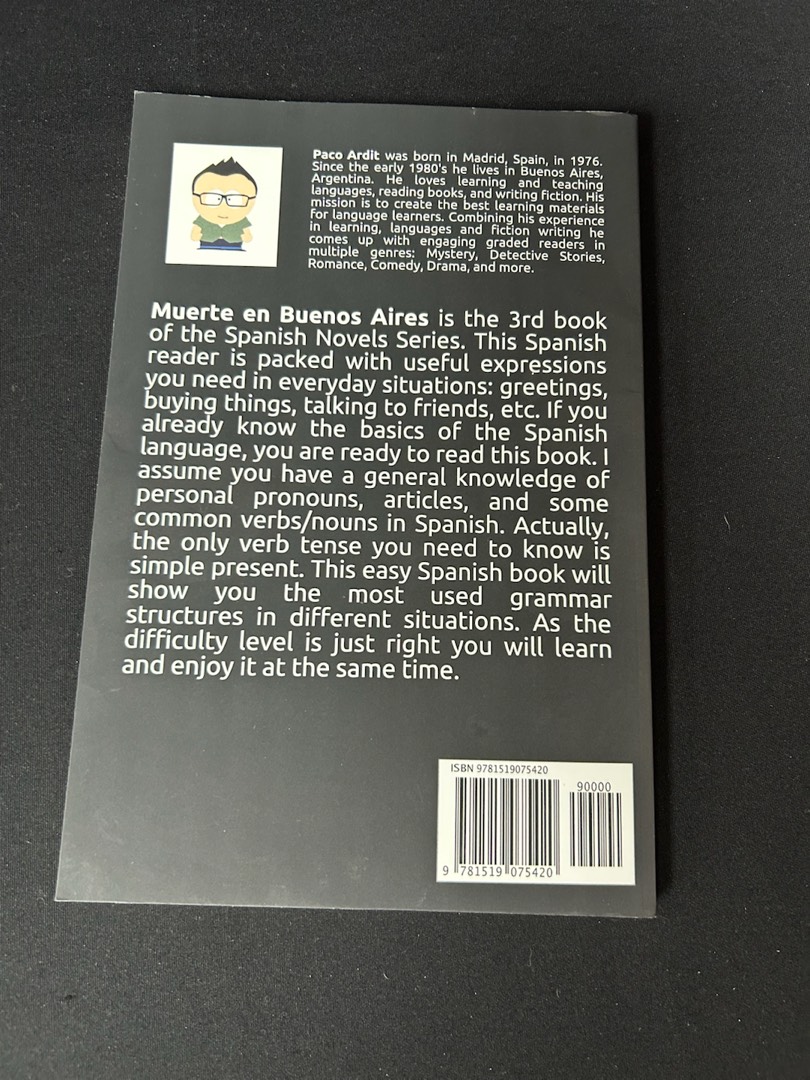 Paco Ardit was born in Madrid, Spain, in 1976.
Since the early 1980's he lives in Buenos Aires,
Argentina. He loves learning and teaching
languages, reading books, and writing fiction. His
mission is to create the best learning materials
for language learners. Combining his experience
in learning, languages and fiction writing he
comes up with engaging graded readers in
multiple genres: Mystery, Detective Stories,
Romance, Comedy, Drama, and more.
Muerte en Buenos Aires is the 3rd book
of the Spanish Novels Series. This Spanish
reader is packed with useful expressions
you need in everyday situations: greetings,
buying things, talking to friends, etc. If you
already know the basics of the Spanish
language, you are ready to read this book. I
assume you have a general knowledge of
personal pronouns, articles, and some
common verbs/nouns in Spanish. Actually,
the only verb tense you need to know is
simple present. This easy Spanish book will
show you the most used grammar
structures in different situations. As the
difficulty level is just right you will learn
and enjoy it at the same time.
ISBN 9781519075420
90000
9 781519 075420